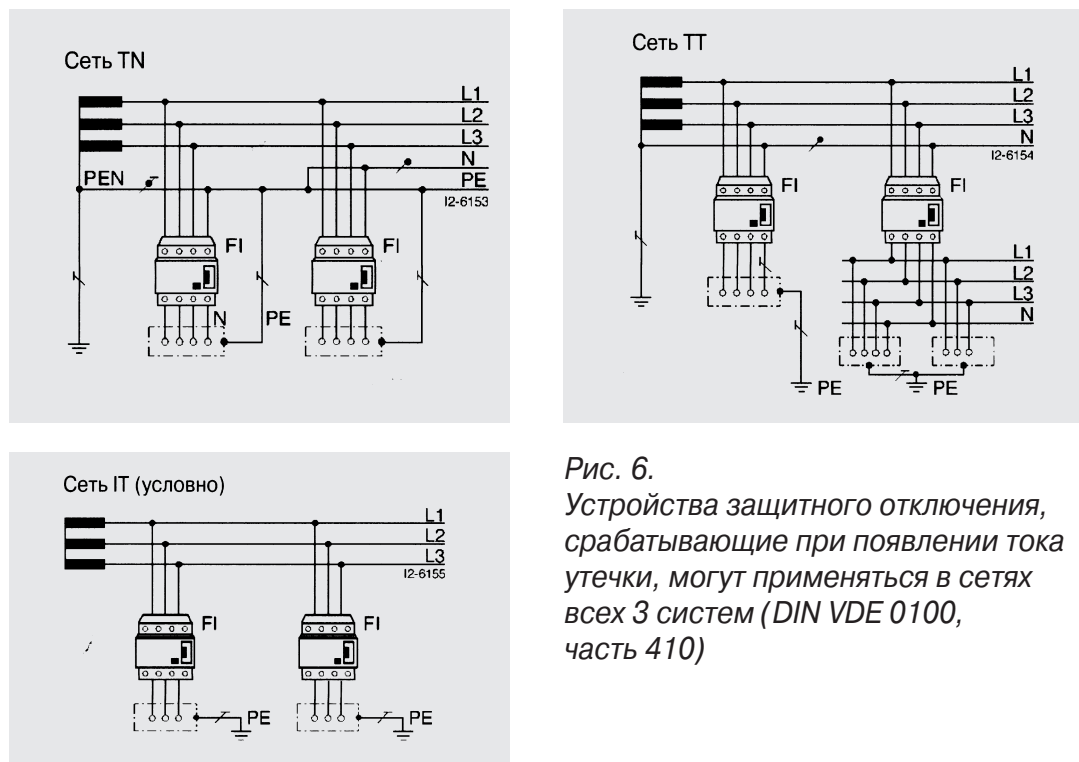 Сеть TN
L1
L2
L3
N
PEN
PE
I2-6153
FI
FI
N
PE
Сеть TT
L1
L2
L3
N
I2-6154
FI
FI
L1
L2
L3
N
PE
PE
Сеть IT (условно)
L1
L2
L3
I2-6155
FI
FI
PE
PE
Рис. 6.
Устройства защитного отключения,
срабатывающие при появлении тока
утечки, могут применяться в сетях
всех 3 систем (DIN VDE 0100,
часть 410)